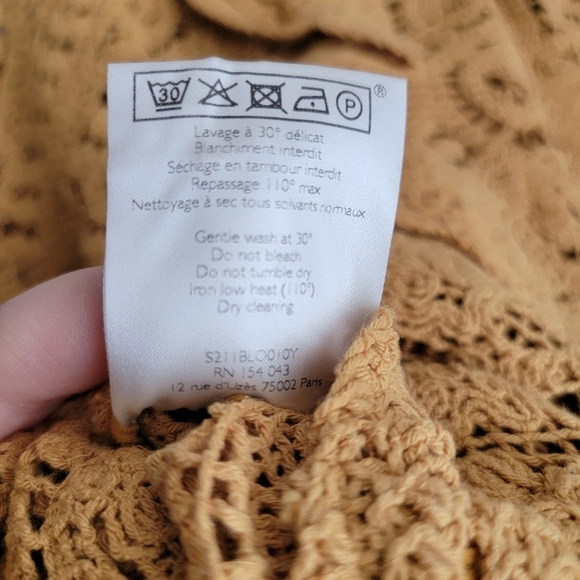 30 P ®
Lavage à 30° délicat
Blanchiment interdit
Séchage en tambour interdit
Repassage 110° max
Nettoyage à sec tous solvants normaux
Gentle wash at 30°
Do not bleach
Do not tumble dry
Iron low heat (110°)
Dry cleaning
S211BLO010Y
RN 154 043
12 rue d'Uzès 75002 Paris